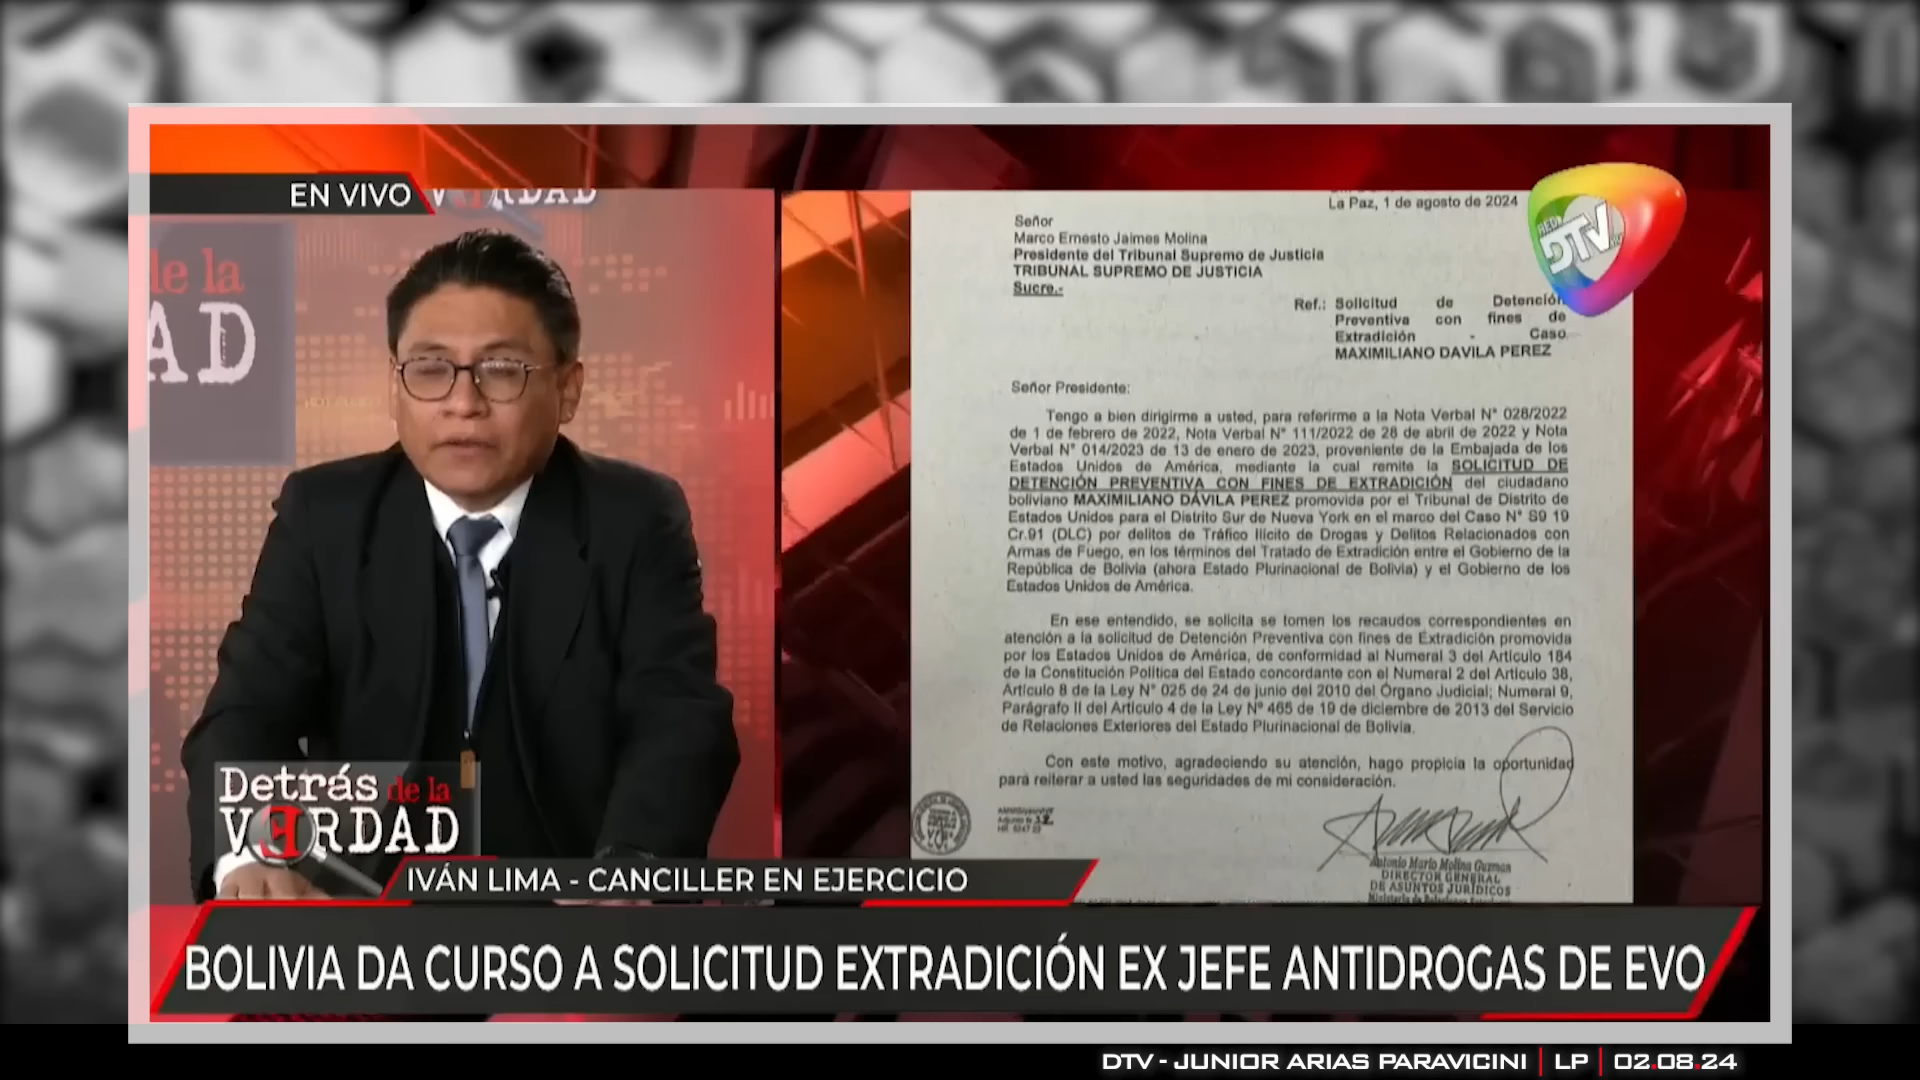 EN VIVO
de la
AD
Detrás de la
VERDAD
IVÁN LIMA - CANCILLER EN EJERCICIO
BOLIVIA DA CURSO A SOLICITUD EXTRADICIÓN EX JEFE ANTIDROGAS DE EVO
RED
DTV
La Paz, 1 de agosto de 2024
Señor
Marco Ernesto Jaimes Molina
Presidente del Tribunal Supremo de Justicia
TRIBUNAL SUPREMO DE JUSTICIA
Sucre.-
Ref.: Solicitud de Detención
Preventiva con fines de
Extradición - Caso
MAXIMILIANO DAVILA PEREZ
Señor Presidente:
Tengo a bien dirigirme a usted, para referirme a la Nota Verbal N° 028/2022
de 1 de febrero de 2022, Nota Verbal N° 111/2022 de 28 de abril de 2022 y Nota
Verbal N° 014/2023 de 13 de enero de 2023, proveniente de la Embajada de los
Estados Unidos de América, mediante la cual remite la SOLICITUD DE
DETENCIÓN PREVENTIVA CON FINES DE EXTRADICIÓN del ciudadano
boliviano MAXIMILIANO DÁVILA PEREZ promovida por el Tribunal de Distrito de
Estados Unidos para el Distrito Sur de Nueva York en el marco del Caso N° S9 19
Cr.91 (DLC) por delitos de Tráfico Ilícito de Drogas y Delitos Relacionados con
Armas de Fuego, en los términos del Tratado de Extradición entre el Gobierno de la
República de Bolivia (ahora Estado Plurinacional de Bolivia) y el Gobierno de los
Estados Unidos de América.
En ese entendido, se solicita se tomen los recaudos correspondientes en
atención a la solicitud de Detención Preventiva con fines de Extradición promovida
por los Estados Unidos de América, de conformidad al Numeral 3 del Artículo 184
de la Constitución Política del Estado concordante con el Numeral 2 del Artículo 38,
Artículo 8 de la Ley N° 025 de 24 de junio del 2010 del Órgano Judicial; Numeral 9,
Parágrafo II del Artículo 4 de la Ley N° 465 de 19 de diciembre de 2013 del Servicio
de Relaciones Exteriores del Estado Plurinacional de Bolivia.
Con este motivo, agradeciendo su atención, hago propicia la oportunidad
para reiterar a usted las seguridades de mi consideración.
Antonio Mario Molina Guzman
DIRECTOR GENERAL
DE ASUNTOS JURÍDICOS
DTV - JUNIOR ARIAS PARAVICINI | LP | 02.08.24